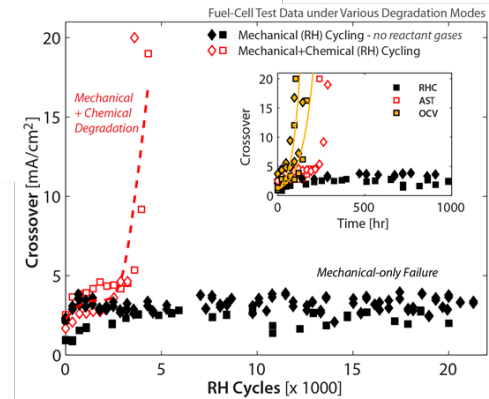 Fuel-Cell Test Data under Various Degradation Modes
Mechanical (RH) Cycling - no reactant gases
Mechanical+Chemical (RH) Cycling
Crossover [mA/cm2]
20
15
10
5
0
Mechanical
+ Chemical
Degradation
Crossover
20
15
10
5
0
RHC
AST
OCV
0
500
1000
Time [hr]
Mechanical-only Failure
0
5
10
15
20
RH Cycles [x 1000]